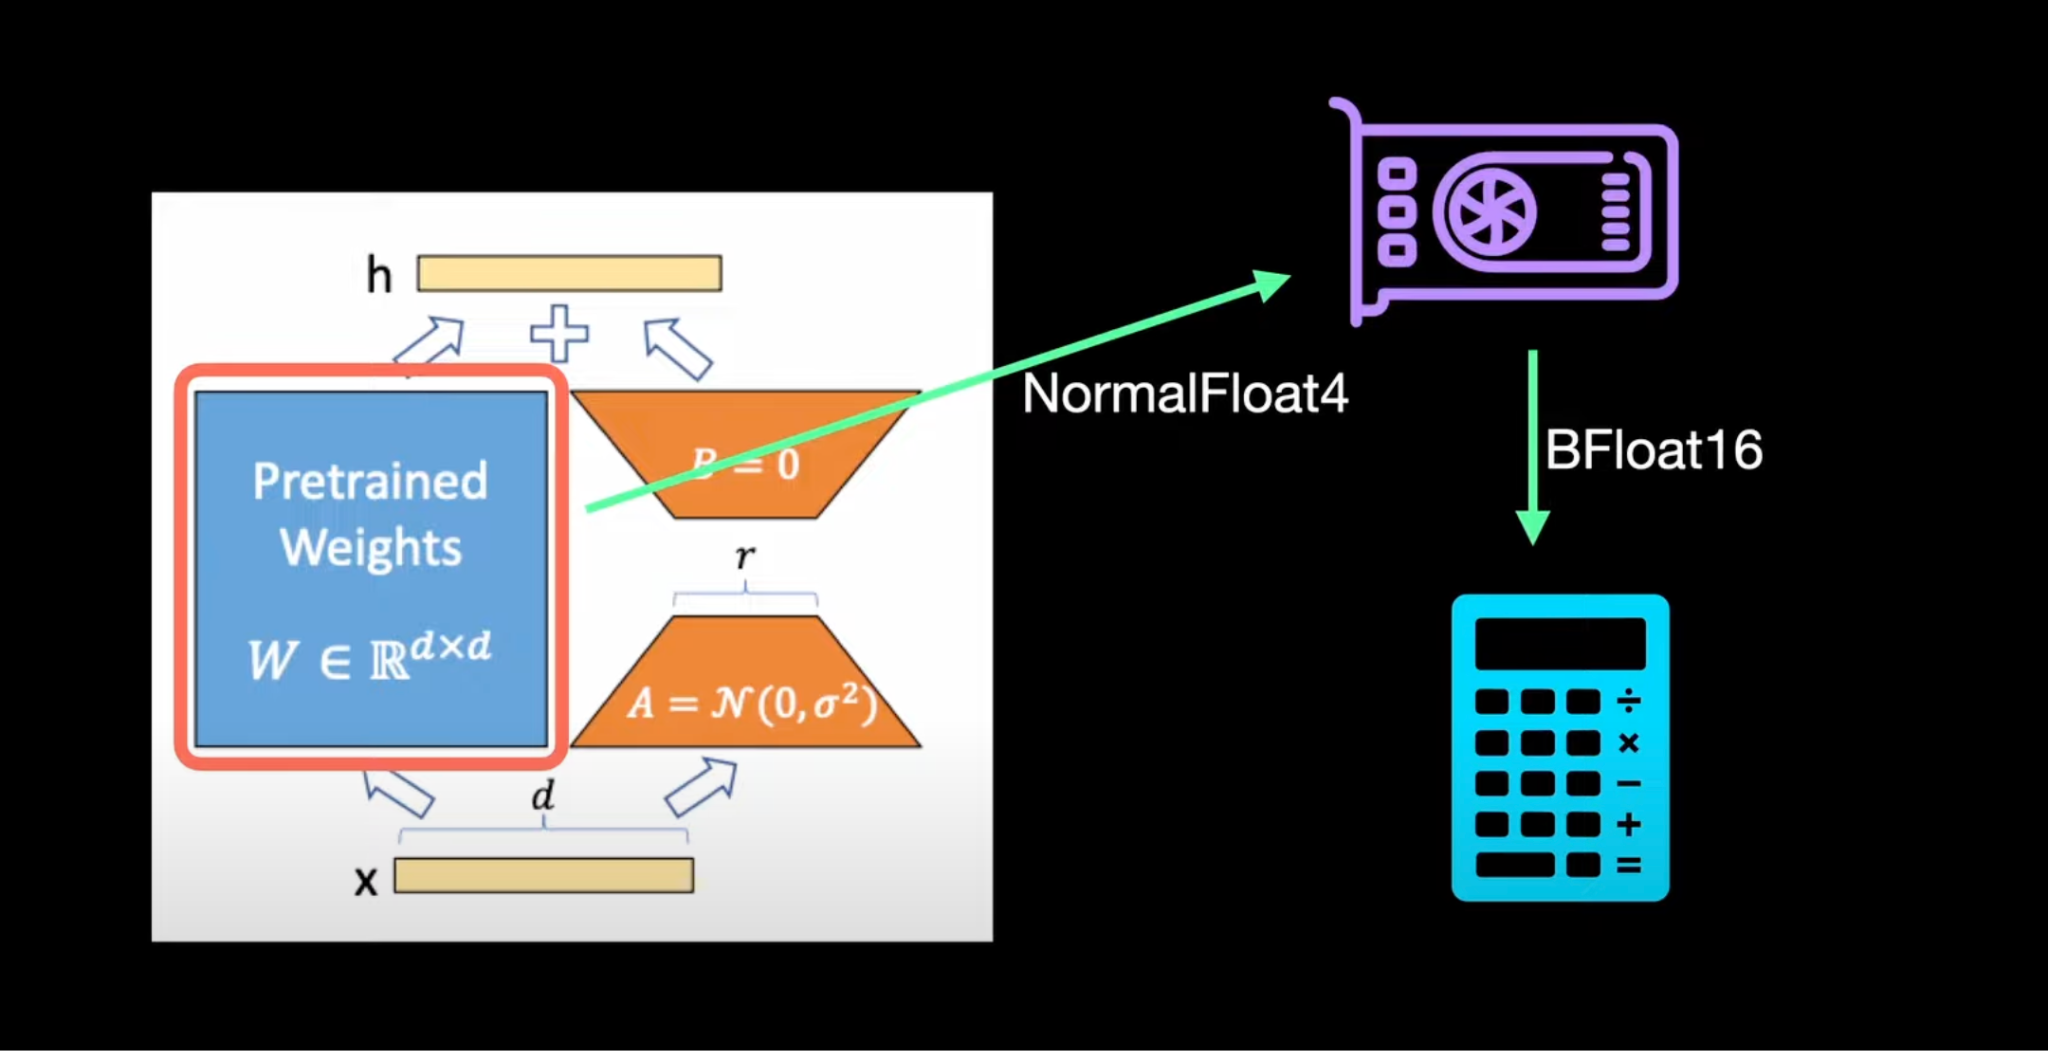 h
Pretrained
Weights
W ∈ ℝ^{d×d}
B = 0
r
A = 𝒩(0, σ²)
d
x
NormalFloat4
BFloat16
÷
×
−
+
=